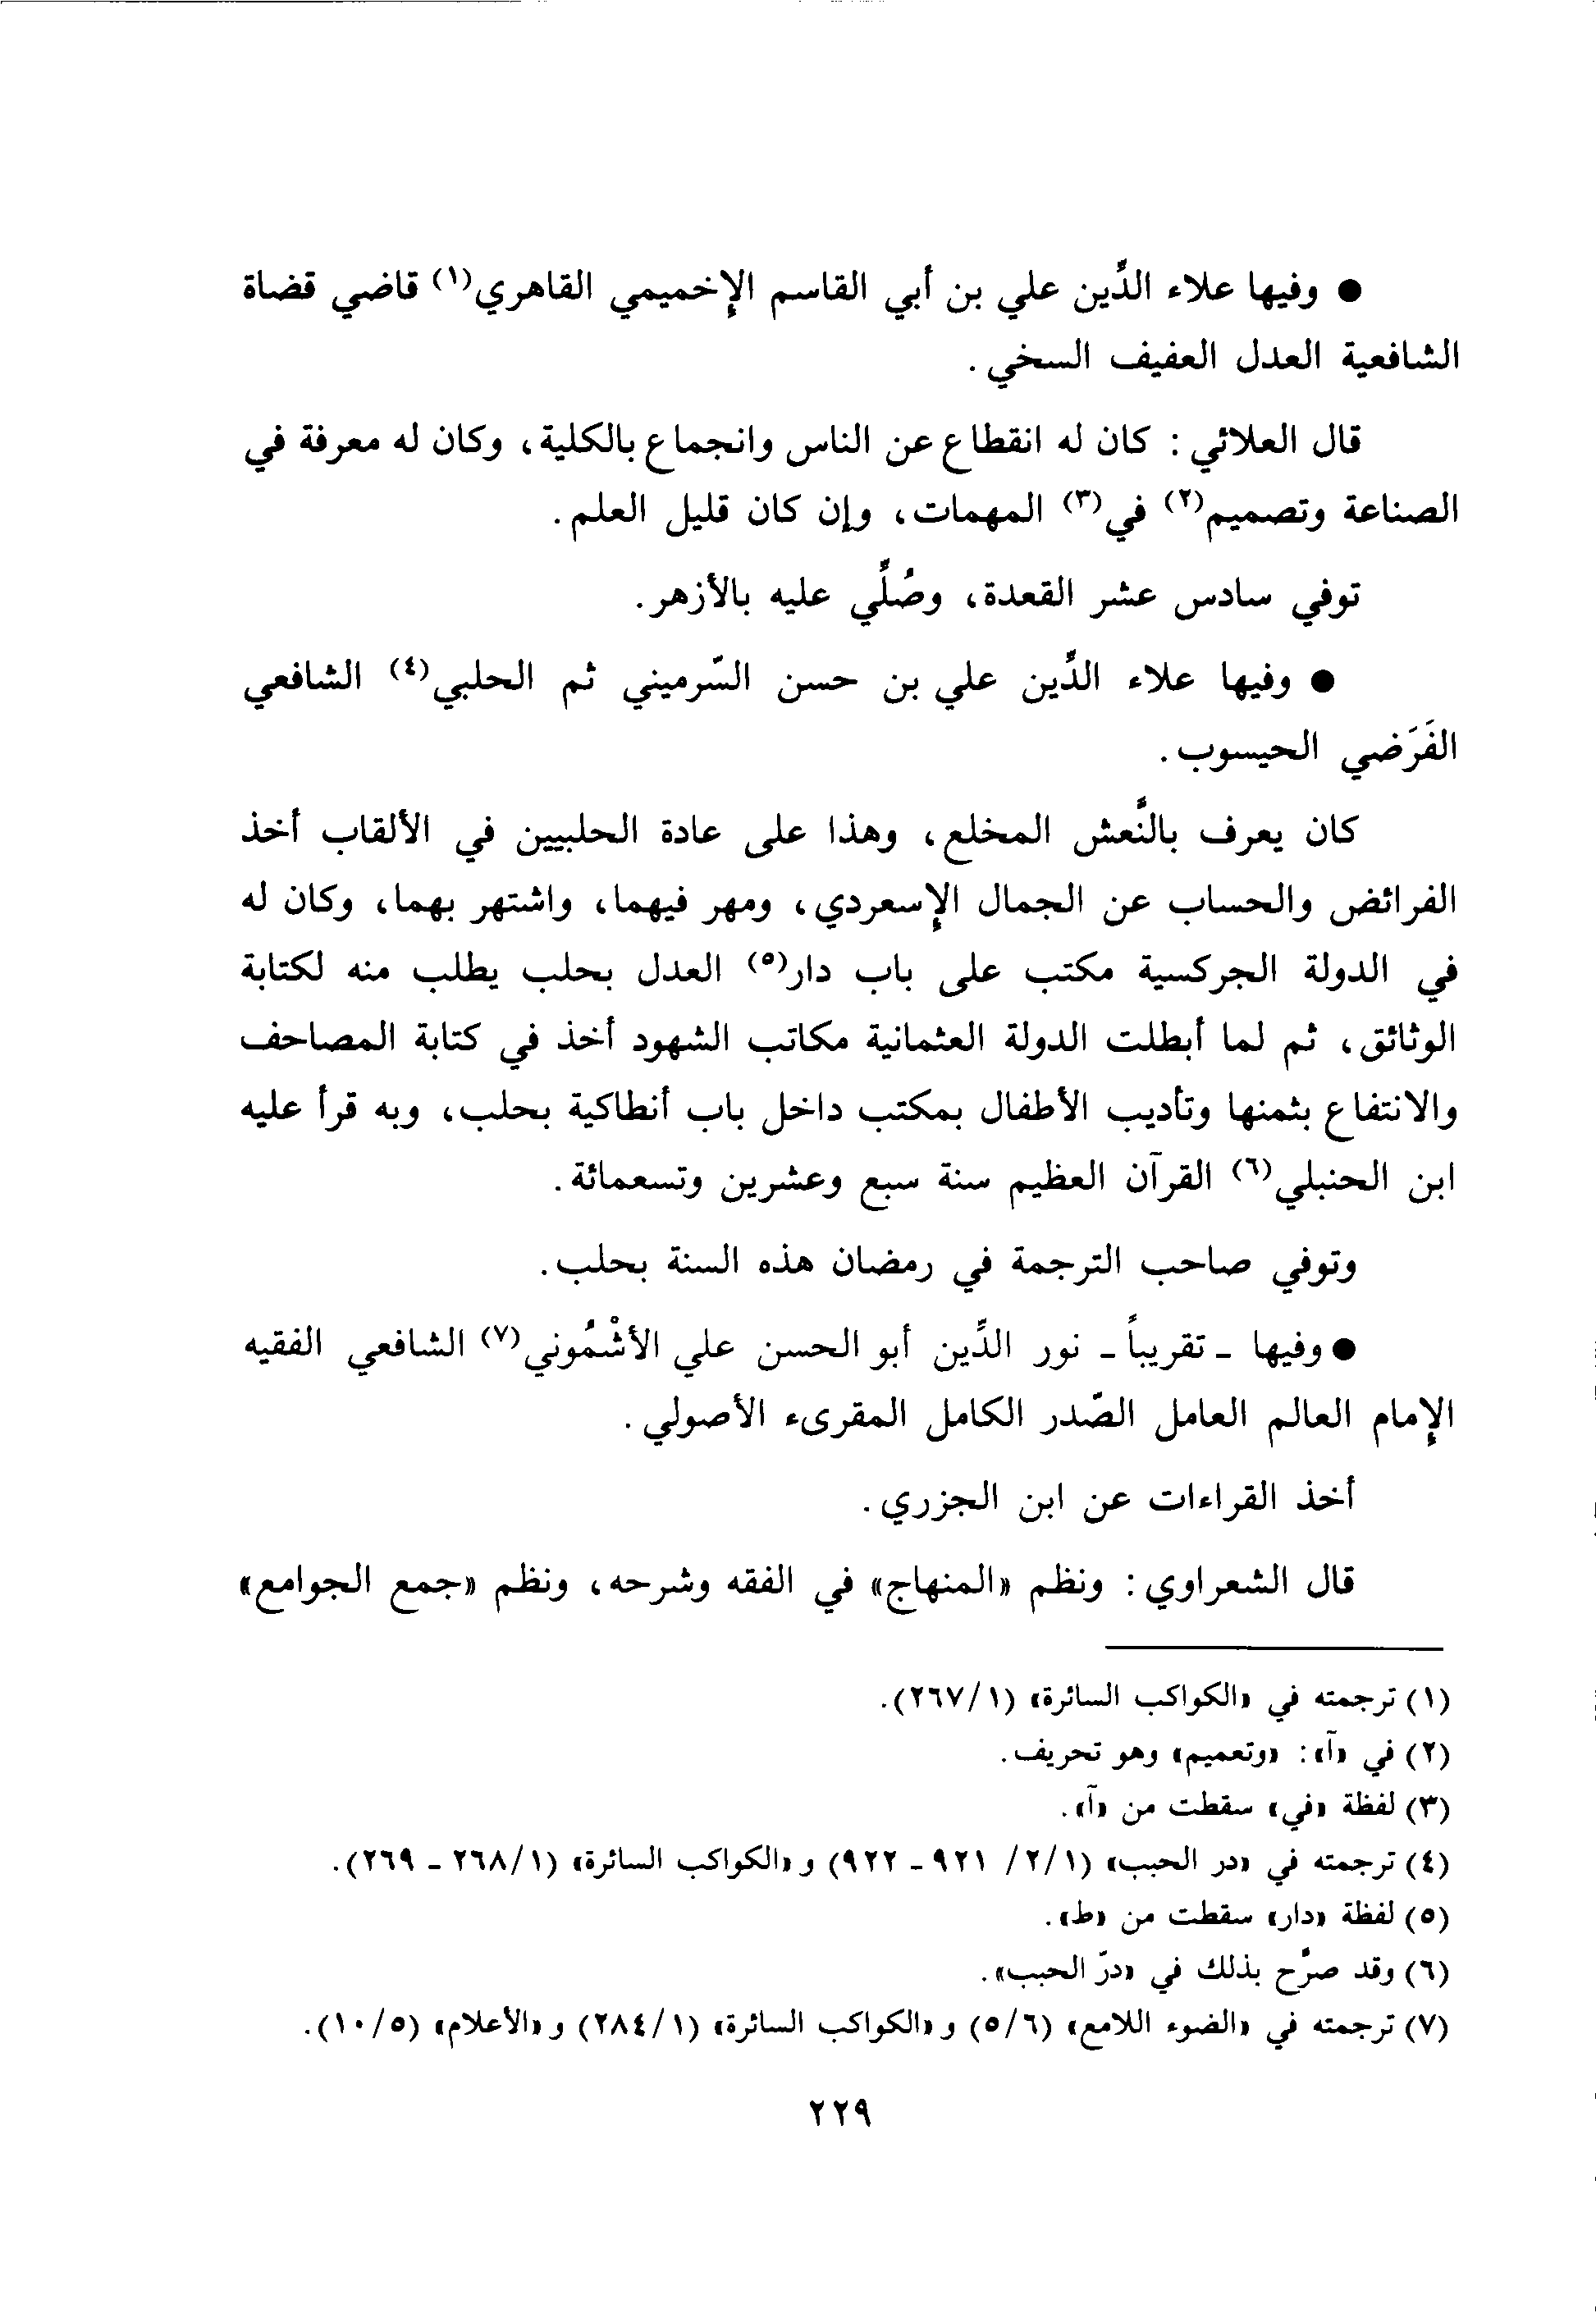 ● وفيها علاء الدِّين علي بن أبي القاسم الإخميمي القاهري(١) قاضي قضاة
الشافعية العدل العفيف السخي.
قال العلائي: كان له انقطاع عن الناس وانجماع بالكلية، وكان له معرفة في
الصناعة وتصميم(٢) في(٣) المهمات، وإن كان قليل العلم.
توفي سادس عشر القعدة، وصُلِّي عليه بالأزهر.
● وفيها علاء الدِّين علي بن حسن السّرميني ثم الحلبي(٤) الشافعي
الفَرَضي الحيسوب.
كان يعرف بالنَّعش المخلع، وهذا على عادة الحلبيين في الألقاب أخذ
الفرائض والحساب عن الجمال الإسعردي، ومهر فيهما، واشتهر بهما، وكان له
في الدولة الجركسية مكتب على باب دار(٥) العدل بحلب يطلب منه لكتابة
الوثائق، ثم لما أبطلت الدولة العثمانية مكاتب الشهود أخذ في كتابة المصاحف
والانتفاع بثمنها وتأديب الأطفال بمكتب داخل باب أنطاكية بحلب، وبه قرأ عليه
ابن الحنبلي(٦) القرآن العظيم سنة سبع وعشرين وتسعمائة.
وتوفي صاحب الترجمة في رمضان هذه السنة بحلب.
● وفيها - تقريباً - نور الدِّين أبو الحسن علي الأشْمُوني(٧) الشافعي الفقيه
الإمام العالم العامل الصّدر الكامل المقرىء الأصولي.
أخذ القراءات عن ابن الجزري.
قال الشعراوي: ونظم «المنهاج» في الفقه وشرحه، ونظم «جمع الجوامع»
(١) ترجمته في «الكواكب السائرة» (١/٢٦٧).
(٢) في «آ»: «وتعميم» وهو تحريف.
(٣) لفظة «في» سقطت من «آ».
(٤) ترجمته في «در الحبب» (١/٢/ ٩٢١ - ٩٢٢) و «الكواكب السائرة» (١/٢٦٨ - ٢٦٩).
(٥) لفظة «دار» سقطت من «ط».
(٦) وقد صرَّح بذلك في «درّ الحبب».
(٧) ترجمته في «الضوء اللامع» (٦/٥) و «الكواكب السائرة» (١/٢٨٤) و «الأعلام» (٥/١٠).
٢٢٩